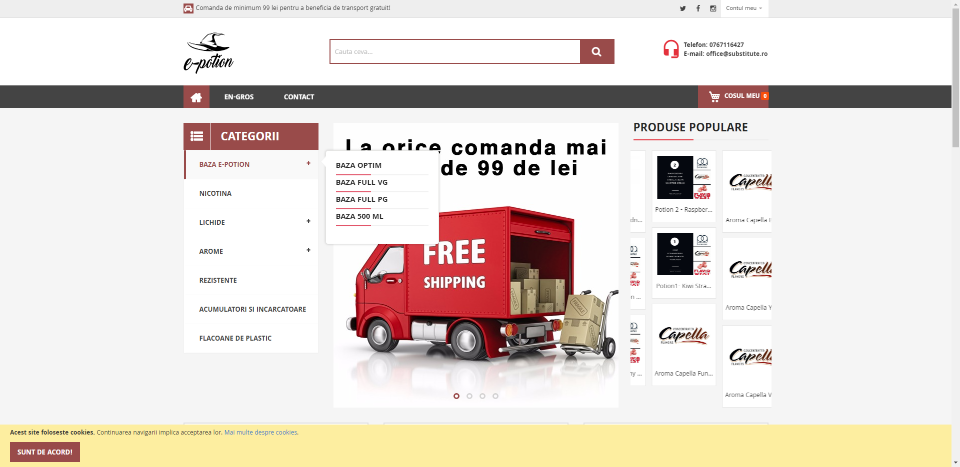 Comanda de minimum 99 lei pentru a beneficia de transport gratuit!
Contul meu
e-potion
Cauta ceva...
Telefon: 0767116427
E-mail: office@substitute.ro
EN-GROS
CONTACT
COSUL MEU 0
CATEGORII
BAZA E-POTION +
NICOTINA
LICHIDE +
AROME +
REZISTENTE
ACUMULATORI SI INCARCATOARE
FLACOANE DE PLASTIC
BAZA OPTIM
BAZA FULL VG
BAZA FULL PG
BAZA 500 ML
La orice comanda mai
de 99 de lei
FREE
SHIPPING
PRODUSE POPULARE
Potion 2 - Raspber...
Potion1- Kiwi Stra...
Capella
Aroma Capella Fun...
Capella
Aroma Capella
Capella
Aroma Capella V
Capella
Aroma Capella V
Acest site foloseste cookies. Continuarea navigarii implica acceptarea lor. Mai multe despre cookies.
SUNT DE ACORD!